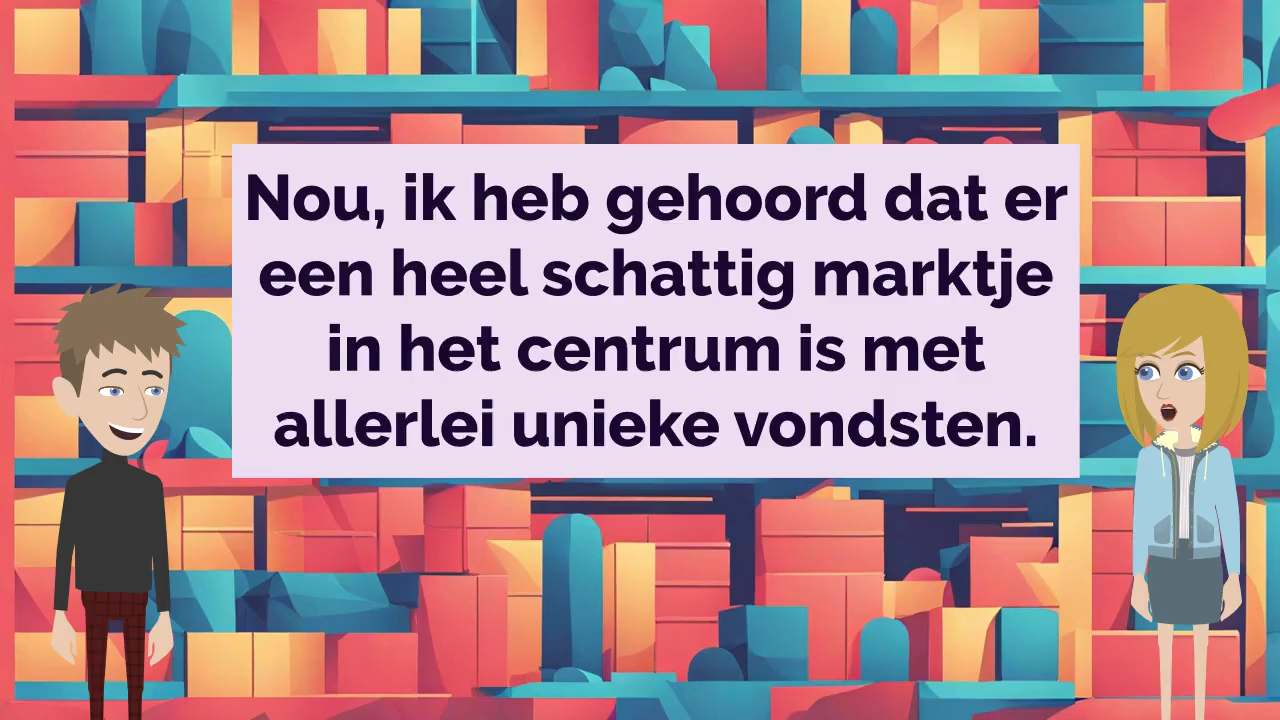 Nou, ik heb gehoord dat er
een heel schattig marktje
in het centrum is met
allerlei unieke vondsten.